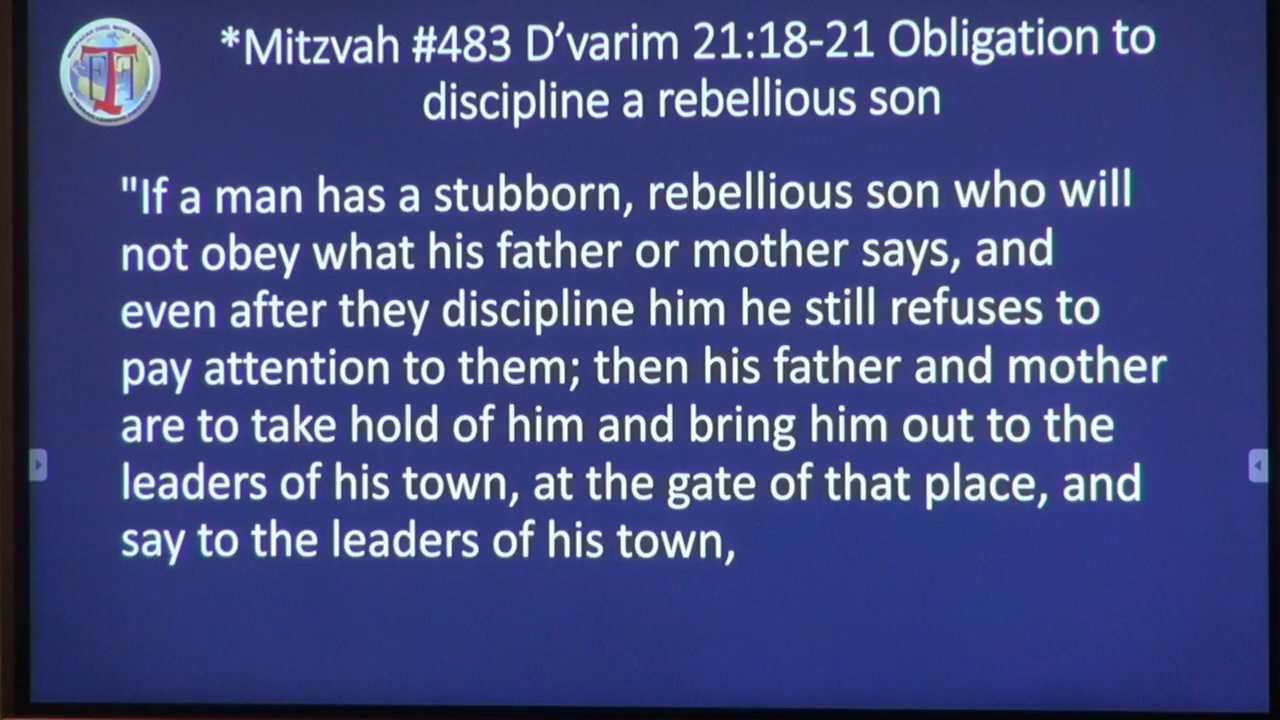 *Mitzvah #483 D’varim 21:18-21 Obligation to
discipline a rebellious son
"If a man has a stubborn, rebellious son who will
not obey what his father or mother says, and
even after they discipline him he still refuses to
pay attention to them; then his father and mother
are to take hold of him and bring him out to the
leaders of his town, at the gate of that place, and
say to the leaders of his town,